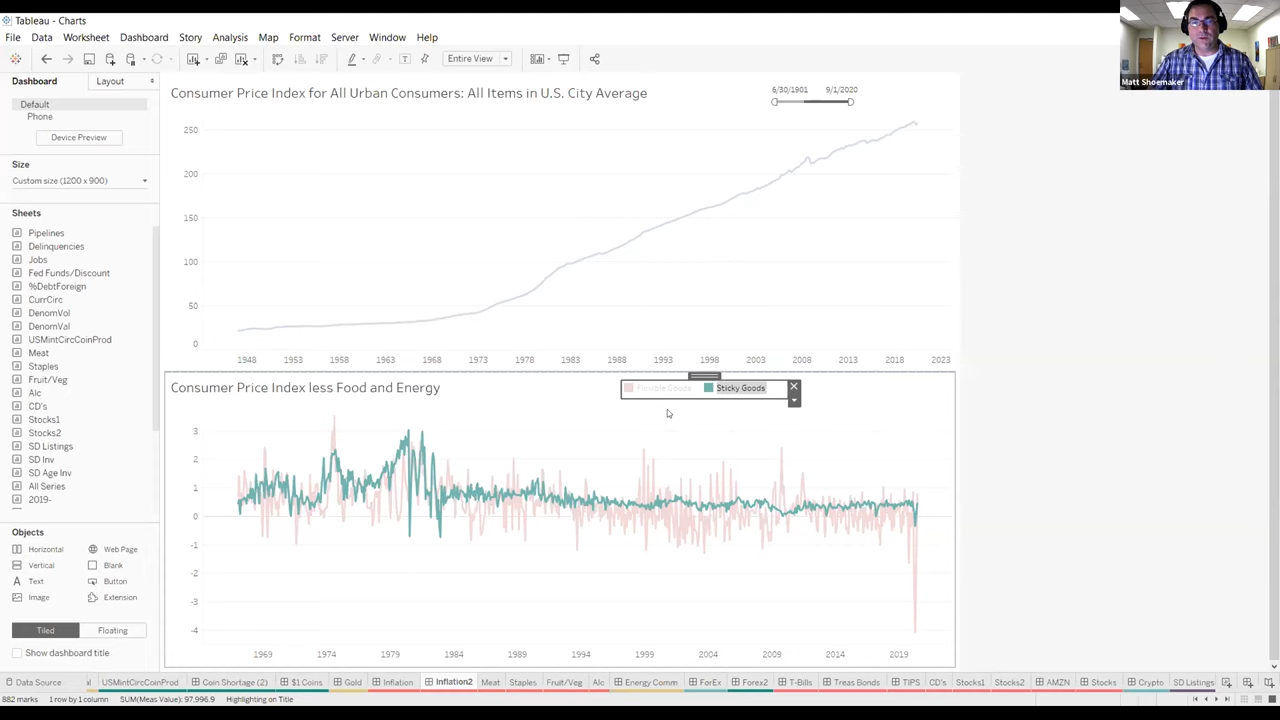 Tableau - Charts
File Data Worksheet Dashboard Story Analysis Map Format Server Window Help
Entire View
Matt Shoemaker
Dashboard Layout
Default
Phone
Device Preview
Size
Custom size (1200 x 900)
Sheets
Pipelines
Delinquencies
Jobs
Fed Funds/Discount
%DebtForeign
CurrCirc
DenomVol
DenomVal
USMintCircCoinProd
Meat
Staples
Fruit/Veg
Alc
CD's
Stocks1
Stocks2
SD Listings
SD Inv
SD Age Inv
All Series
2019-
Objects
Horizontal Web Page
Vertical Blank
Text Button
Image Extension
Tiled Floating
Show dashboard title
Consumer Price Index for All Urban Consumers: All Items in U.S. City Average
6/30/1901 9/1/2020
250
200
150
100
50
0
1948 1953 1958 1963 1968 1973 1978 1983 1988 1993 1998 2003 2008 2013 2018 2023
Consumer Price Index less Food and Energy
Flexible Goods Sticky Goods
3
2
1
0
-1
-2
-3
-4
1969 1974 1979 1984 1989 1994 1999 2004 2009 2014 2019
Data Source USMintCircCoinProd Coin Shortage (2) $1 Coins Gold Inflation Inflation2 Meat Staples Fruit/Veg Alc Energy Comm ForEx Forex2 T-Bills Treas Bonds TIPS CD's Stocks1 Stocks2 AMZN Stocks Crypto SD Listings
882 marks 1 row by 1 column SUM(Meas Value): 97,996.9 Highlighting on Title